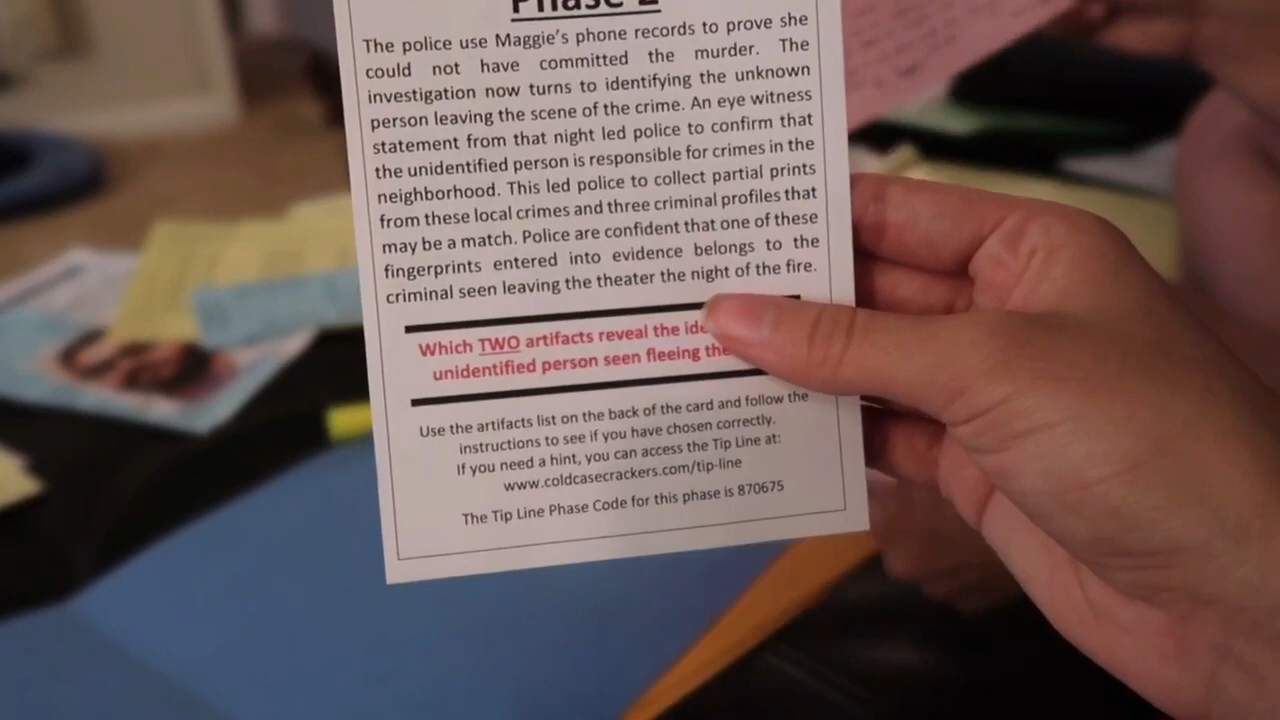 Phase 2
The police use Maggie's phone records to prove she
could not have committed the murder. The
investigation now turns to identifying the unknown
person leaving the scene of the crime. An eye witness
statement from that night led police to confirm that
the unidentified person is responsible for crimes in the
neighborhood. This led police to collect partial prints
from these local crimes and three criminal profiles that
may be a match. Police are confident that one of these
fingerprints entered into evidence belongs to the
criminal seen leaving the theater the night of the fire.
Which TWO artifacts reveal the
unidentified person seen fleeing the
Use the artifacts list on the back of the card and follow the
instructions to see if you have chosen correctly.
If you need a hint, you can access the Tip Line at:
www.coldcasecrackers.com/tip-line
The Tip Line Phase Code for this phase is 870675